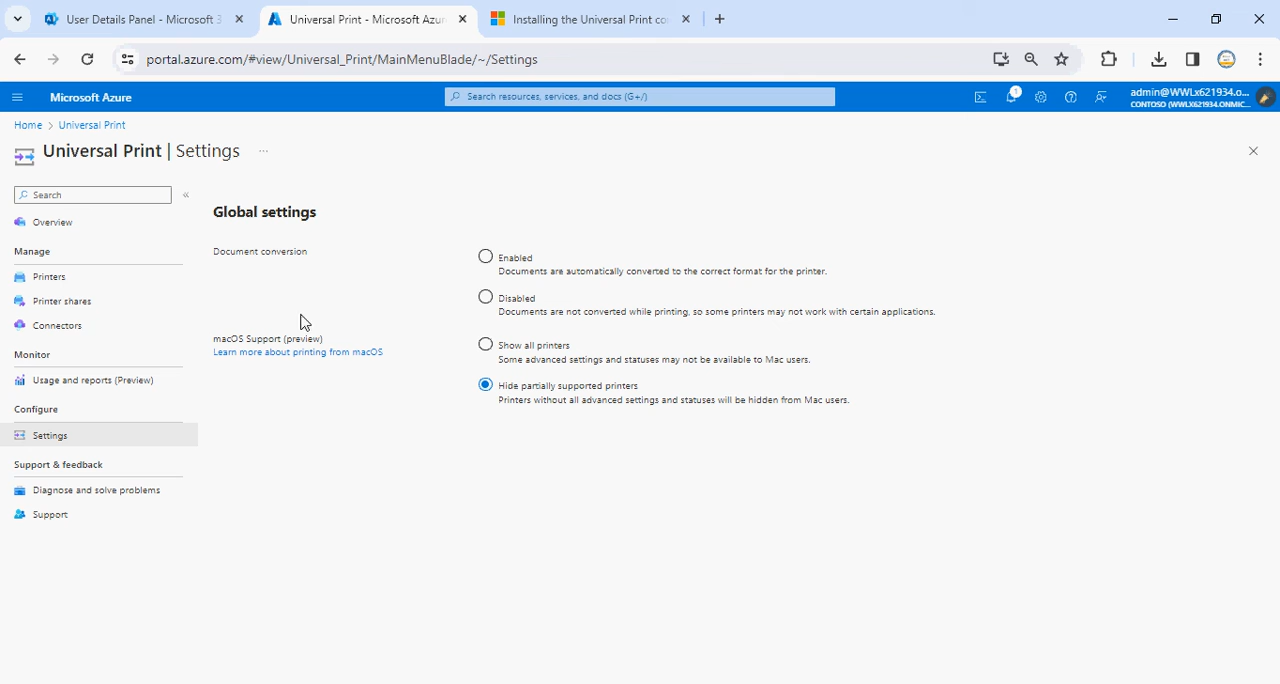 User Details Panel - Microsoft 3
Universal Print - Microsoft Azur
Installing the Universal Print co
portal.azure.com/#view/Universal_Print/MainMenuBlade/~/Settings
Microsoft Azure
Search resources, services, and docs (G+/)
1
admin@WWLx621934.o...
CONTOSO (WWLX621934.ONMIC...
Home > Universal Print
Universal Print | Settings ...
Search
«
Overview
Manage
Printers
Printer shares
Connectors
Monitor
Usage and reports (Preview)
Configure
Settings
Support & feedback
Diagnose and solve problems
Support
Global settings
Document conversion
Enabled
Documents are automatically converted to the correct format for the printer.
Disabled
Documents are not converted while printing, so some printers may not work with certain applications.
macOS Support (preview)
Learn more about printing from macOS
Show all printers
Some advanced settings and statuses may not be available to Mac users.
Hide partially supported printers
Printers without all advanced settings and statuses will be hidden from Mac users.